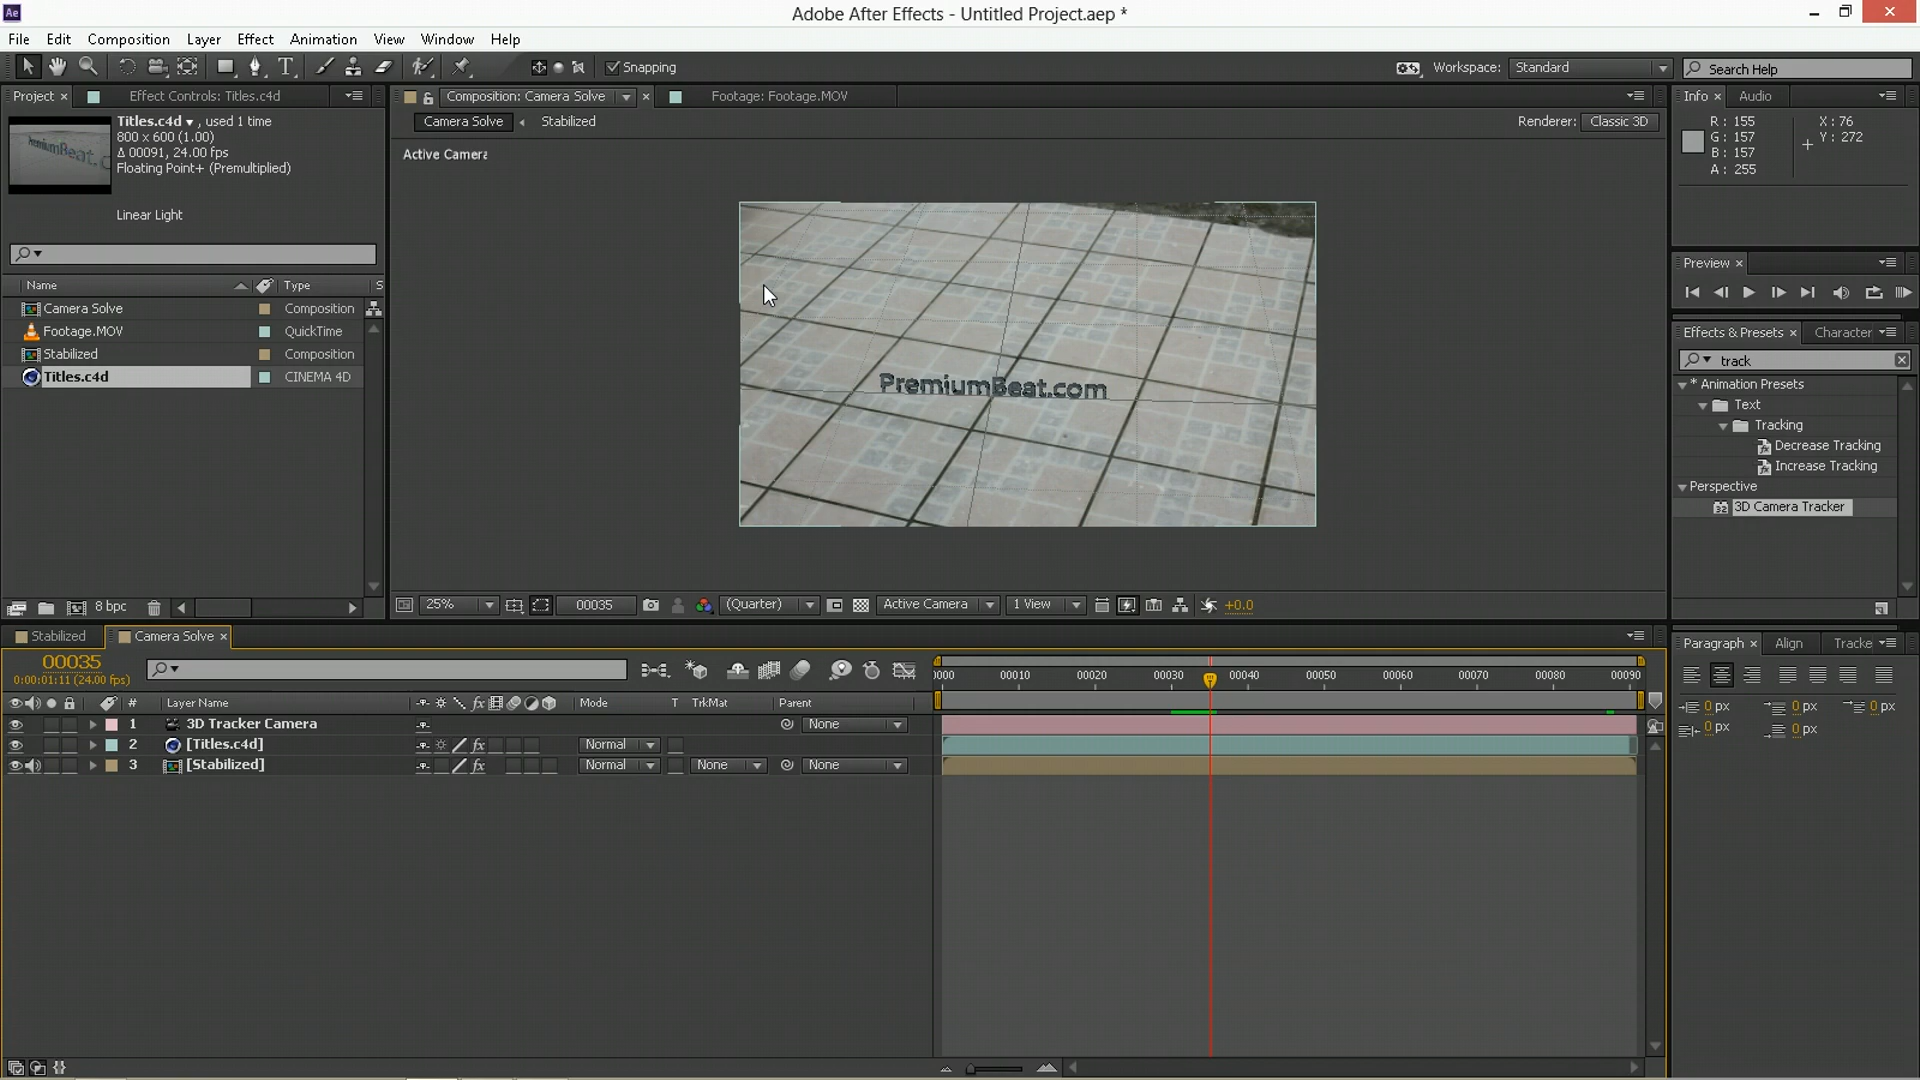 Ae
Adobe After Effects - Untitled Project.aep *
File Edit Composition Layer Effect Animation View Window Help
Snapping
Workspace: Standard
Search Help
Project ×
Effect Controls: Titles.c4d
Composition: Camera Solve ×
Footage: Footage.MOV
Info ×
Audio
Titles.c4d ▾ , used 1 time
800 x 600 (1.00)
Δ 00091, 24.00 fps
Floating Point+ (Premultiplied)
Linear Light
Camera Solve
Stabilized
Renderer: Classic 3D
Active Camera
R: 155
G: 157
B: 157
A: 255
X: 76
Y: 272
Name
Type
S
Camera Solve Composition
Footage.MOV QuickTime
Stabilized Composition
Titles.c4d CINEMA 4D
8 bpc
PremiumBeat.com
25%
00035
(Quarter)
Active Camera
1 View
+0.0
Preview ×
Effects & Presets ×
Character
track
* Animation Presets
Text
Tracking
Decrease Tracking
Increase Tracking
Perspective
3D Camera Tracker
Stabilized
Camera Solve ×
00035
0:00:01:11 (24.00 fps)
# Layer Name
fx
Mode T TrkMat Parent
1 3D Tracker Camera None
2 [Titles.c4d] fx Normal
3 [Stabilized] fx Normal None None
0000 00010 00020 00030 00040 00050 00060 00070 00080 00090
Paragraph ×
Align
Tracke
0 px 0 px 0 px
0 px 0 px